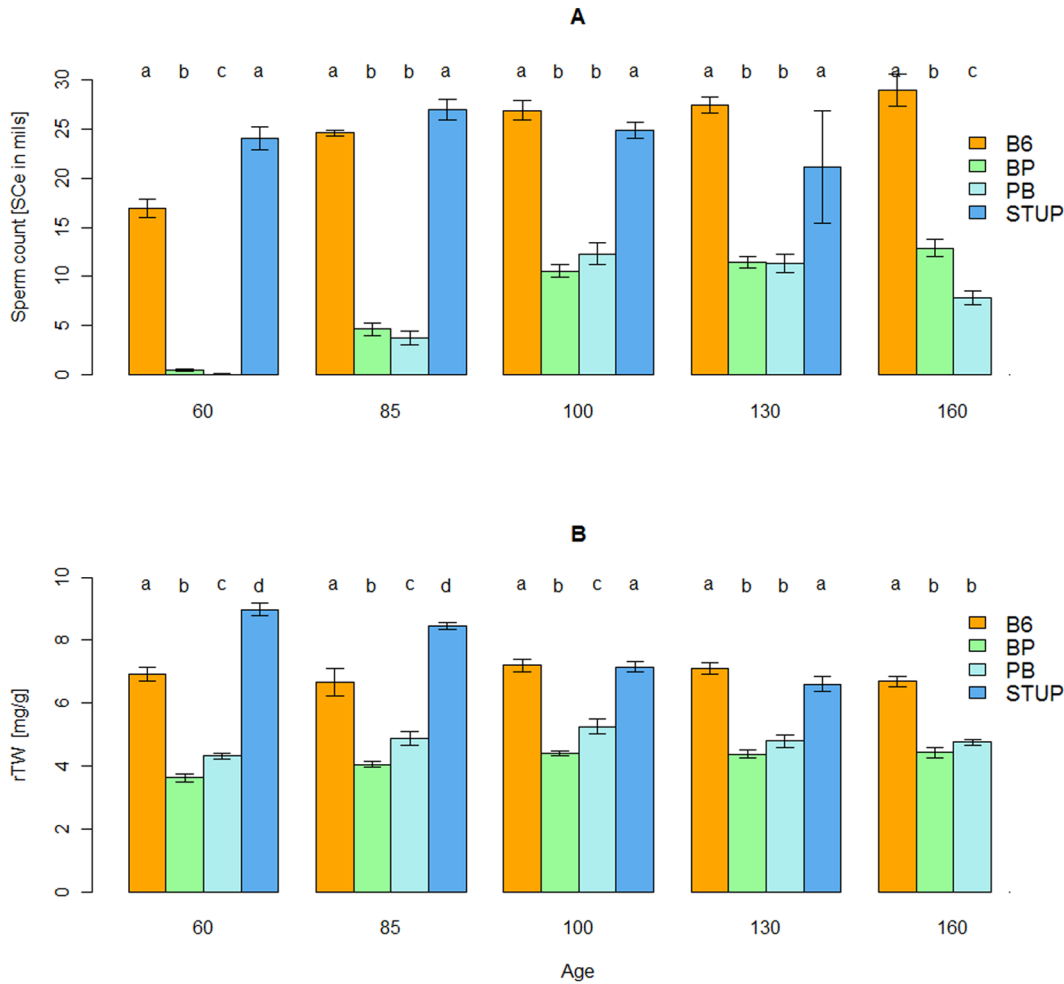 A
a b c a a b b a a b b a a b b a a b c
30
25
20
15
10
5
0
Sperm count [SCe in mils]
B6
BP
PB
STUP
60 85 100 130 160
B
a b c d a b c d a b c a a b b a a b b
10
8
6
4
2
0
rTW [mg/g]
B6
BP
PB
STUP
60 85 100 130 160
Age